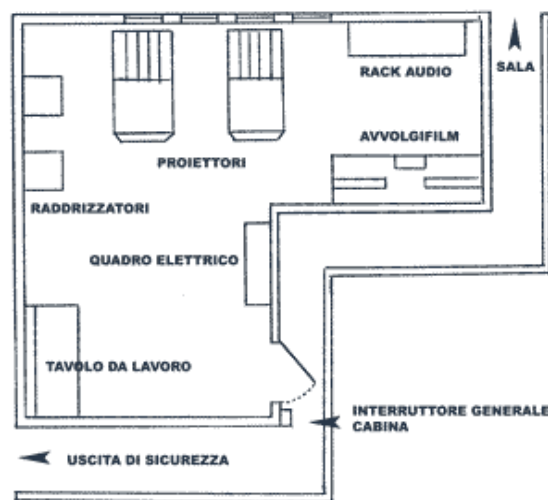 RACK AUDIO
SALA
AVVOLGIFILM
PROIETTORI
RADDRIZZATORI
QUADRO ELETTRICO
TAVOLO DA LAVORO
INTERRUTTORE GENERALE
CABINA
USCITA DI SICUREZZA